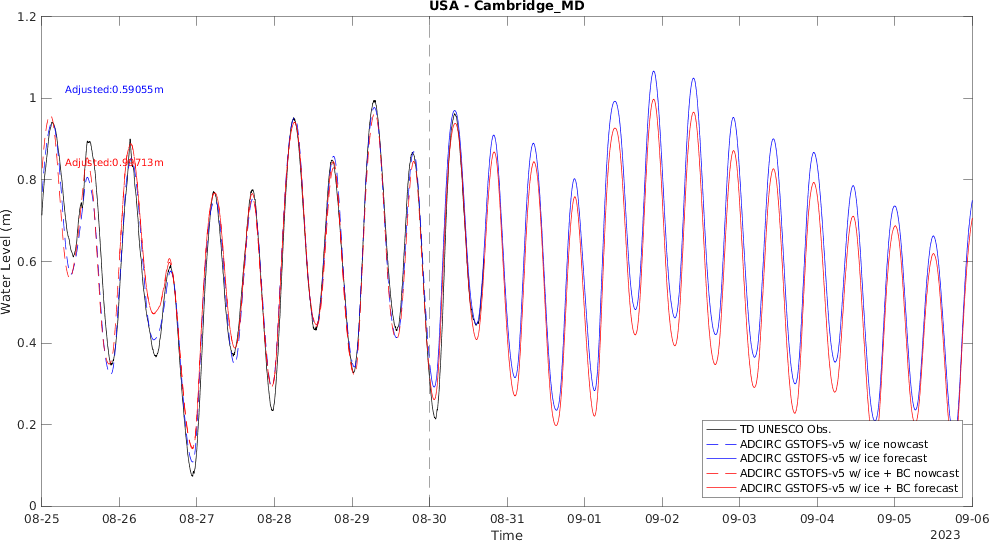 USA - Cambridge_MD
1.2
1
0.8
0.6
0.4
0.2
0
Water Level (m)
Adjusted:0.59055m
TD UNESCO Obs.
ADCIRC GSTOFS-v5 w/ ice nowcast
ADCIRC GSTOFS-v5 w/ ice forecast
ADCIRC GSTOFS-v5 w/ ice + BC nowcast
ADCIRC GSTOFS-v5 w/ ice + BC forecast
08-25 08-26 08-27 08-28 08-29 08-30 08-31 09-01 09-02 09-03 09-04 09-05 09-06
Time
2023